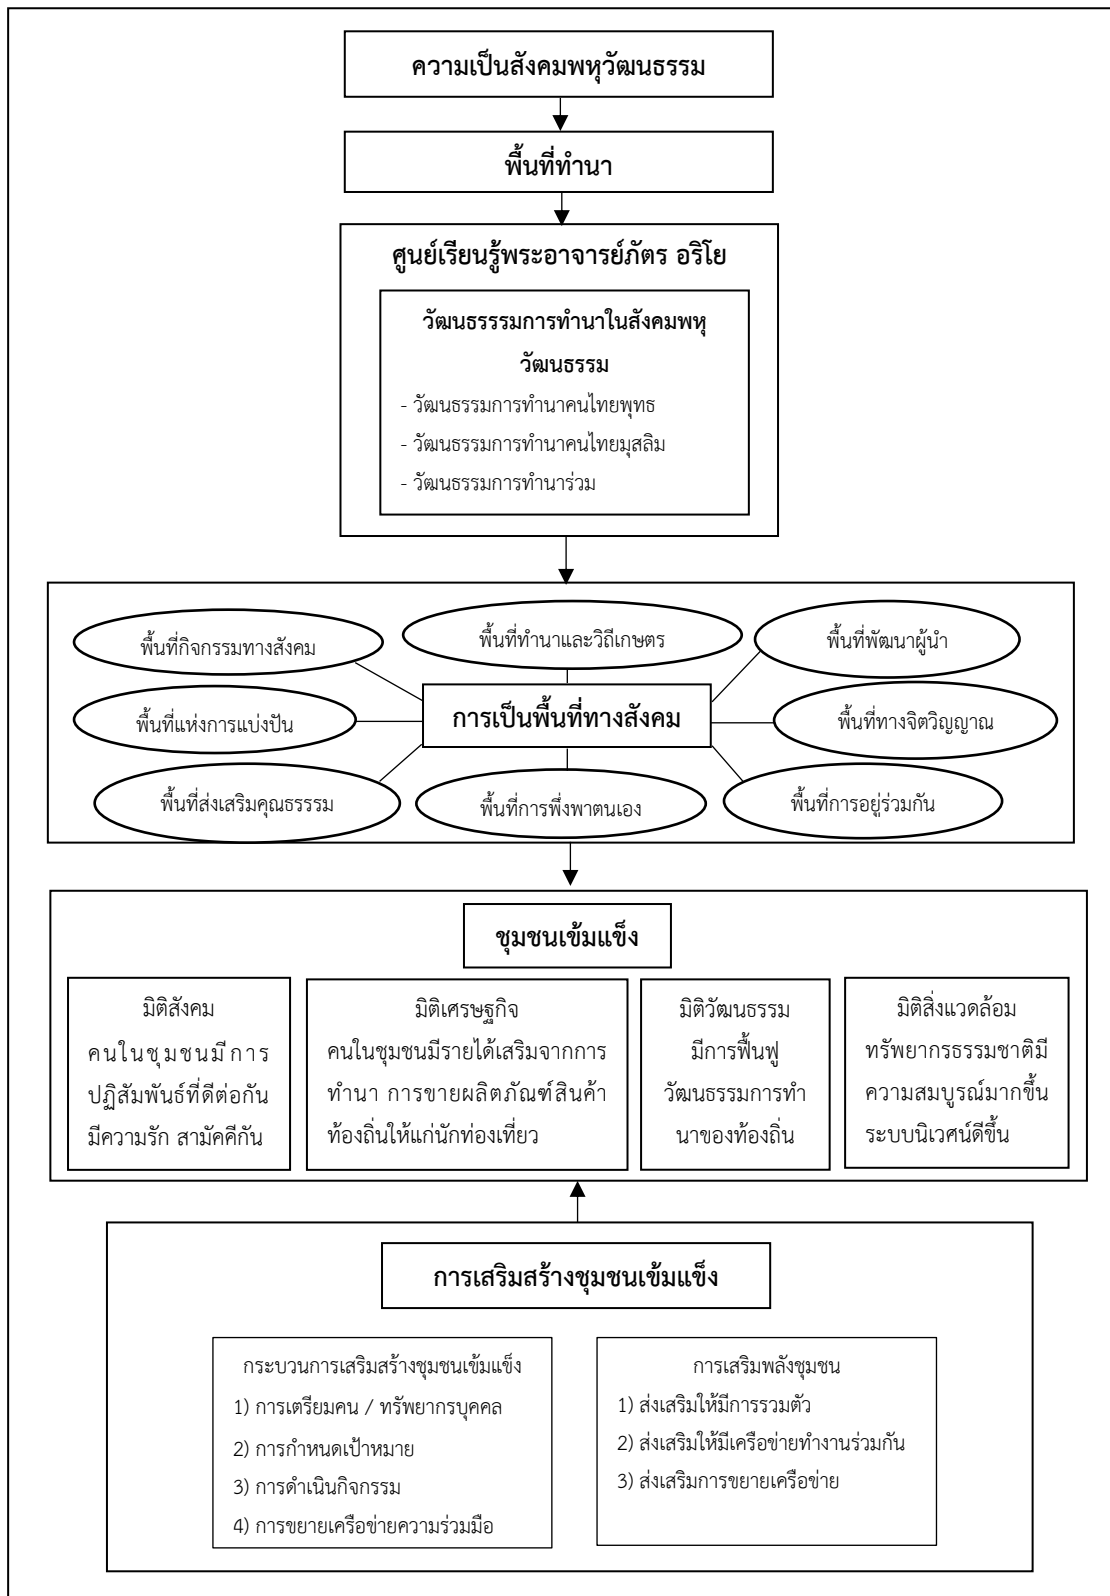 ความเป็นสังคมพหุวัฒนธรรม
พื้นที่ทำนา
ศูนย์เรียนรู้พระอาจารย์ภัตร อริโย
วัฒนธรรรมการทำนาในสังคมพหุ
วัฒนธรรม
- วัฒนธรรมการทำนาคนไทยพุทธ
- วัฒนธรรมการทำนาคนไทยมุสลิม
- วัฒนธรรมการทำนาร่วม
พื้นที่กิจกรรมทางสังคม
พื้นที่ทำนาและวิถีเกษตร
พื้นที่พัฒนาผู้นำ
พื้นที่แห่งการแบ่งปัน
การเป็นพื้นที่ทางสังคม
พื้นที่ทางจิตวิญญาณ
พื้นที่ส่งเสริมคุณธรรรม
พื้นที่การพึ่งพาตนเอง
พื้นที่การอยู่ร่วมกัน
ชุมชนเข้มแข็ง
มิติสังคม
คนในชุมชนมีการ
ปฏิสัมพันธ์ที่ดีต่อกัน
มีความรัก สามัคคีกัน
มิติเศรษฐกิจ
คนในชุมชนมีรายได้เสริมจากการ
ทำนา การขายผลิตภัณฑ์สินค้า
ท้องถิ่นให้แก่นักท่องเที่ยว
มิติวัฒนธรรม
มีการฟื้นฟู
วัฒนธรรมการทำ
นาของท้องถิ่น
มิติสิ่งแวดล้อม
ทรัพยากรธรรมชาติมี
ความสมบูรณ์มากขึ้น
ระบบนิเวศน์ดีขึ้น
การเสริมสร้างชุมชนเข้มแข็ง
กระบวนการเสริมสร้างชุมชนเข้มแข็ง
1) การเตรียมคน / ทรัพยากรบุคคล
2) การกำหนดเป้าหมาย
3) การดำเนินกิจกรรม
4) การขยายเครือข่ายความร่วมมือ
การเสริมพลังชุมชน
1) ส่งเสริมให้มีการรวมตัว
2) ส่งเสริมให้มีเครือข่ายทำงานร่วมกัน
3) ส่งเสริมการขยายเครือข่าย